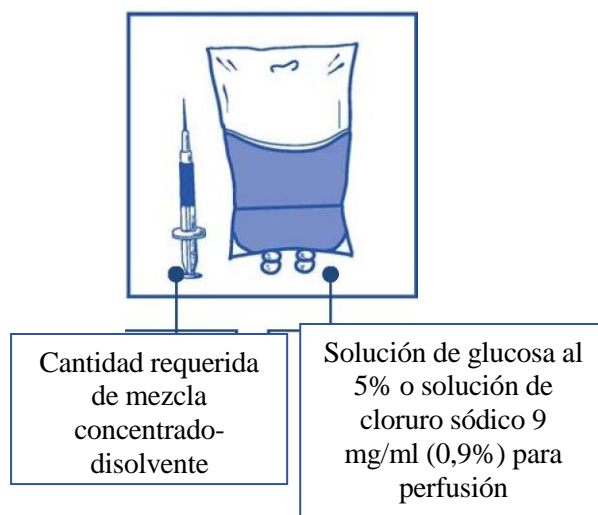 Cantidad requerida
de mezcla
concentrado-
disolvente
Solución de glucosa al
5% o solución de
cloruro sódico 9
mg/ml (0,9%) para
perfusión